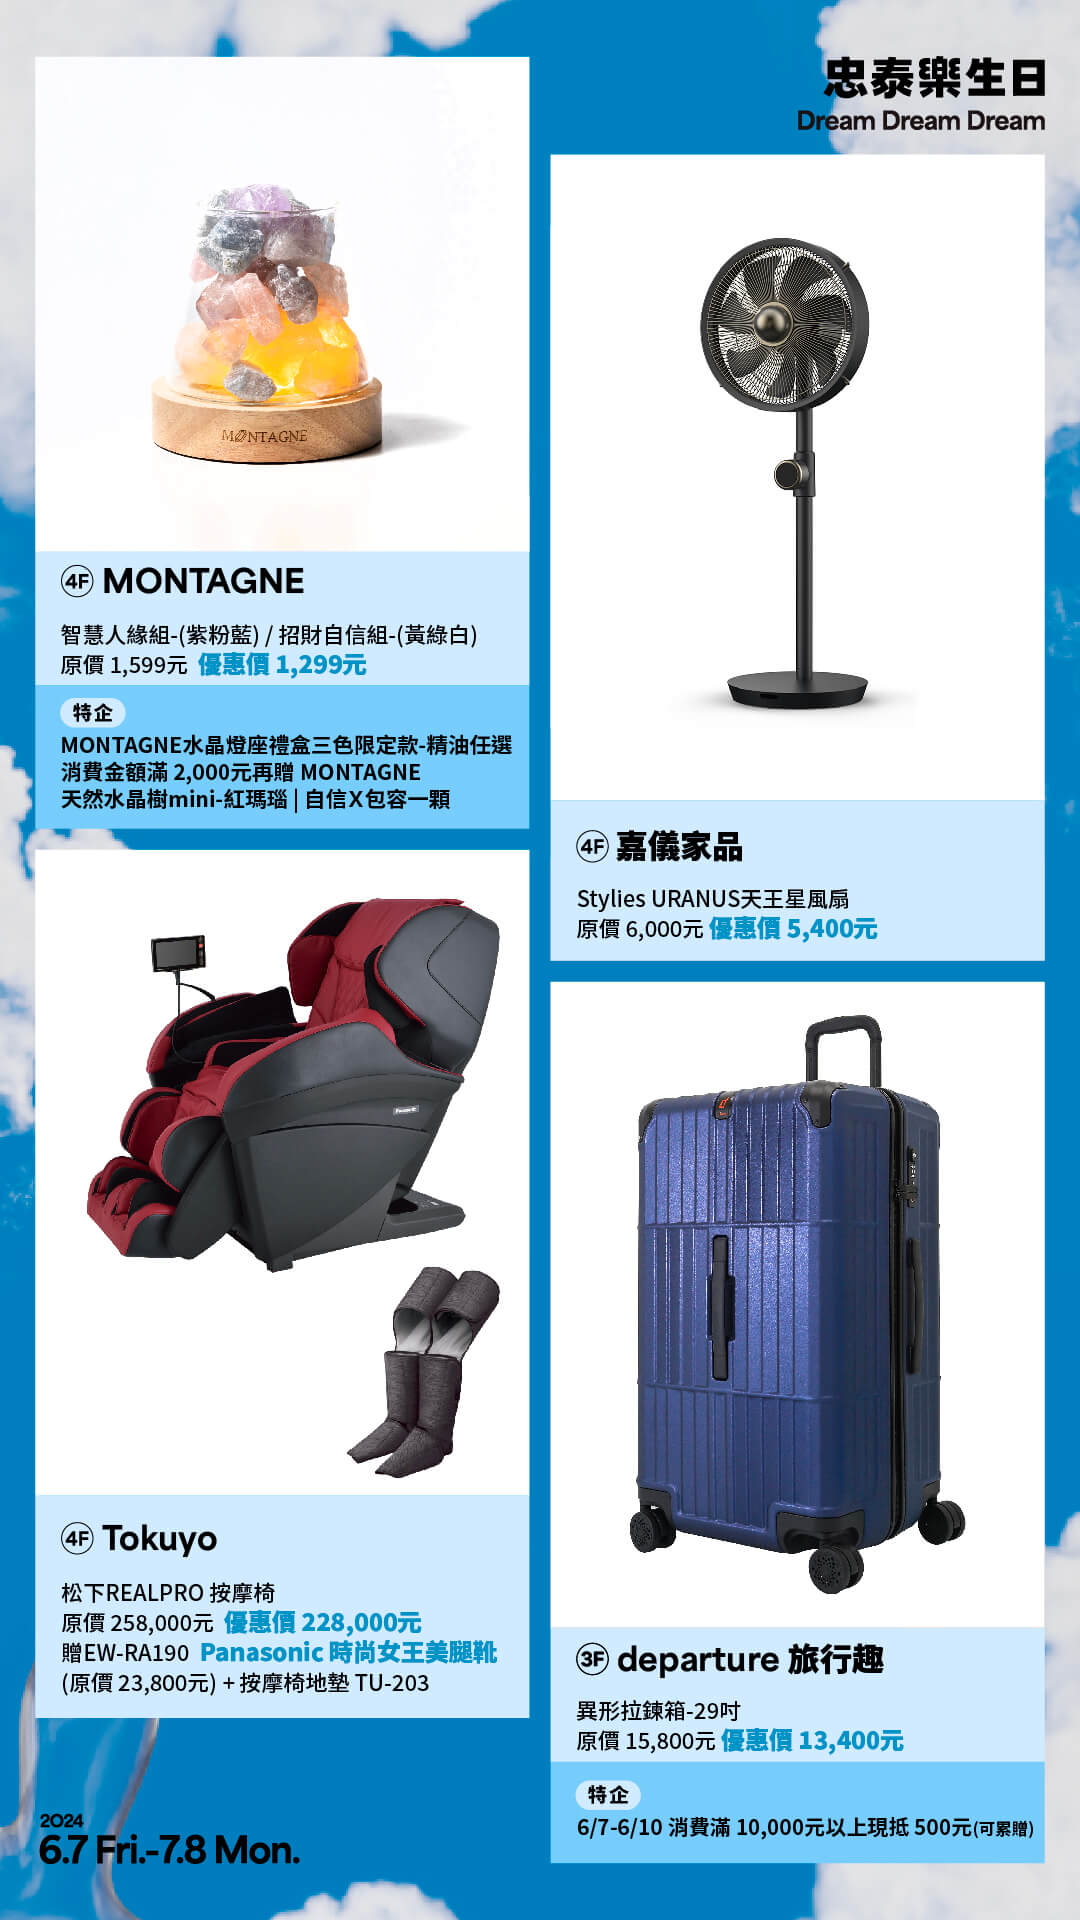 忠泰樂生日
Dream Dream Dream
MONTAGNE
4F MONTAGNE
智慧人緣組-(紫粉藍) / 招財自信組-(黃綠白)
原價 1,599元 優惠價 1,299元
特企
MONTAGNE水晶燈座禮盒三色限定款-精油任選
消費金額滿 2,000元再贈 MONTAGNE
天然水晶樹mini-紅瑪瑙 | 自信X包容一顆
4F 嘉儀家品
Stylies URANUS天王星風扇
原價 6,000元 優惠價 5,400元
Panasonic
4F Tokuyo
松下REALPRO 按摩椅
原價 258,000元 優惠價 228,000元
贈EW-RA190 Panasonic 時尚女王美腿靴
(原價 23,800元) + 按摩椅地墊 TU-203
3F departure 旅行趣
異形拉鍊箱-29吋
原價 15,800元 優惠價 13,400元
特企
6/7-6/10 消費滿 10,000元以上現抵 500元(可累贈)
2024
6.7 Fri.-7.8 Mon.